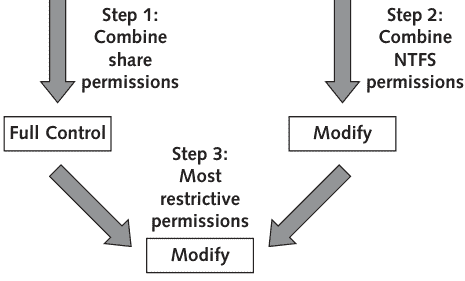 Step 1:
Combine
share
permissions
Step 2:
Combine
NTFS
permissions
Full Control
Modify
Step 3:
Most
restrictive
permissions
Modify